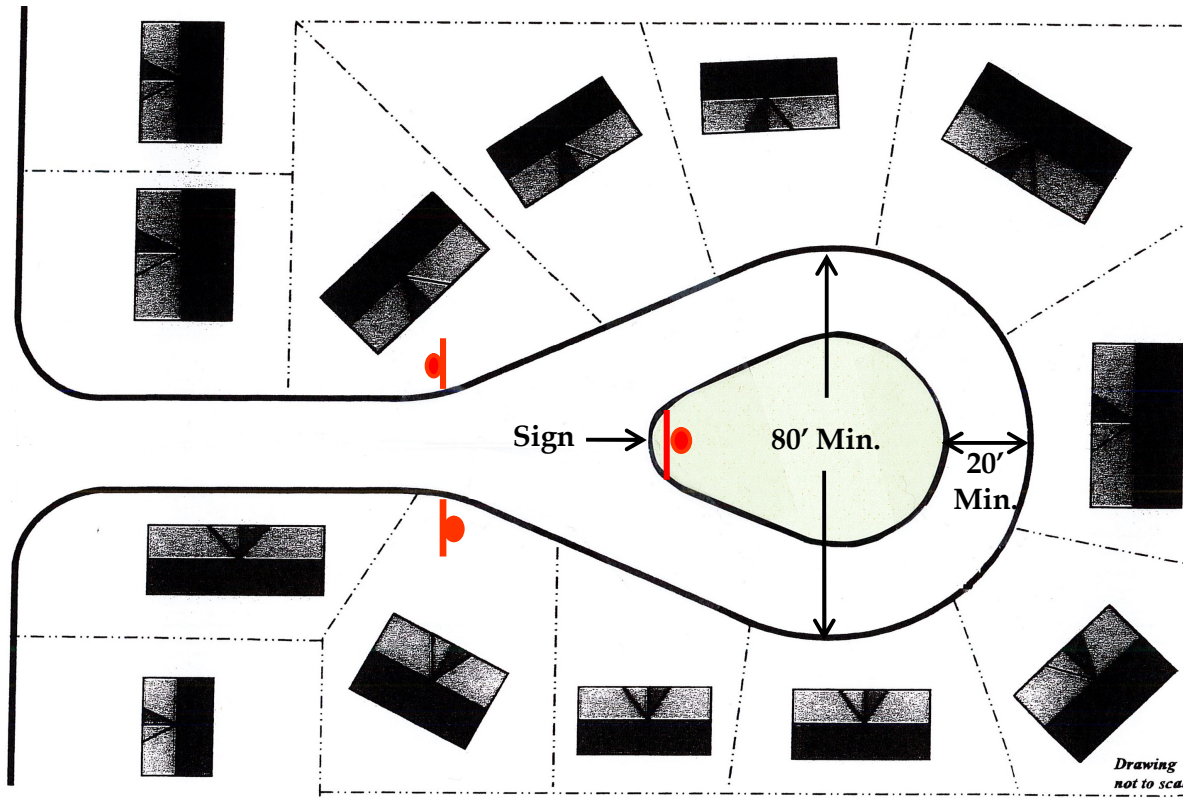 Sign
80′ Min.
20′
Min.
Drawing
not to sca